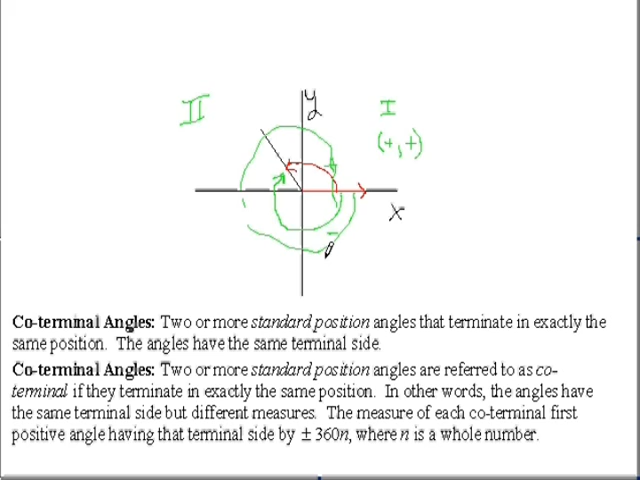 y
II
I
(+,+)
x
-
Co-terminal Angles: Two or more standard position angles that terminate in exactly the
same position. The angles have the same terminal side.
Co-terminal Angles: Two or more standard position angles are referred to as co-
terminal if they terminate in exactly the same position. In other words, the angles have
the same terminal side but different measures. The measure of each co-terminal first
positive angle having that terminal side by ± 360n, where n is a whole number.